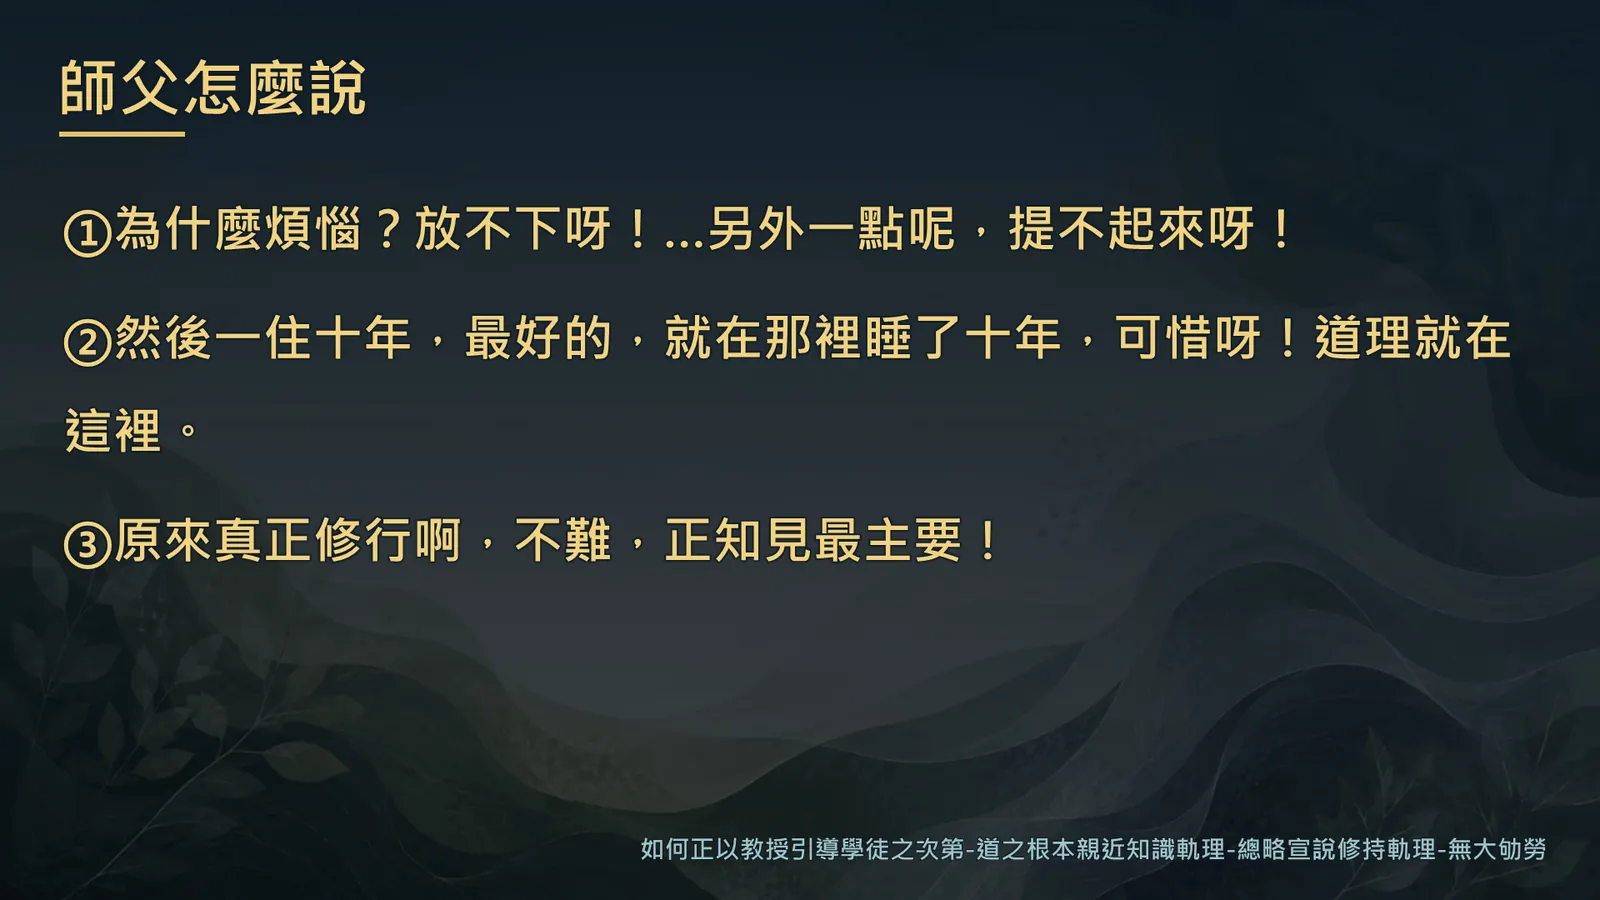 師父怎麼說
①為什麼煩惱？放不下呀！...另外一點呢，提不起來呀！
②然後一住十年，最好的，就在那裡睡了十年，可惜呀！道理就在
這裡。
③原來真正修行啊，不難，正知見最主要！
如何正以教授引導學徒之次第-道之根本親近知識軌理-總略宣說修持軌理-無大劬勞